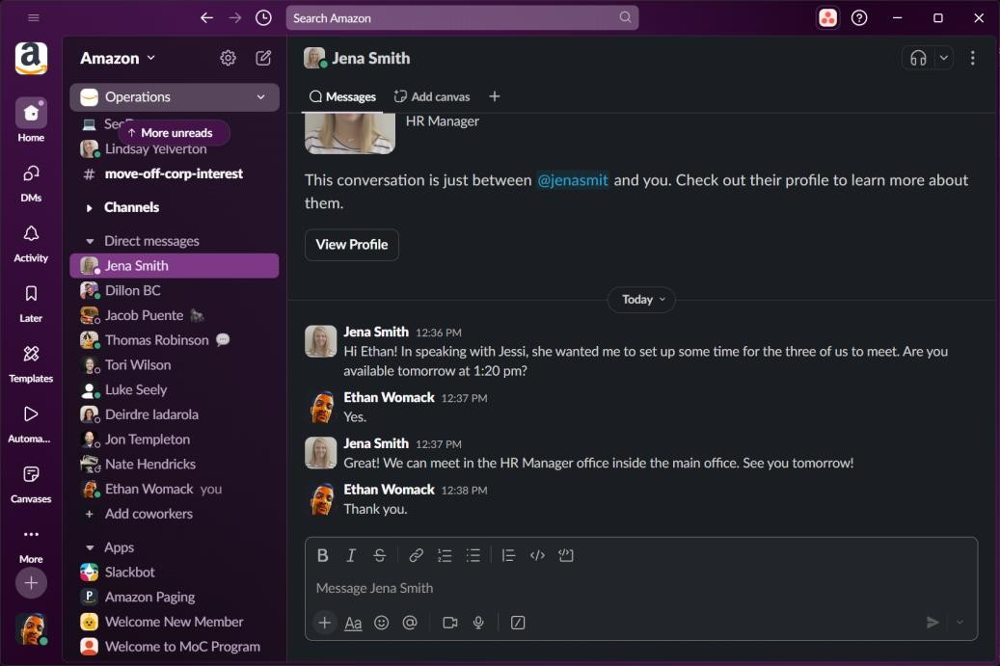 Search Amazon
a
Home
DMs
Activity
Later
Templates
Automa...
Canvases
More
Amazon
Operations
More unreads
Lindsay Yelverton
# move-off-corp-interest
Channels
Direct messages
Jena Smith
Dillon BC
Jacob Puente
Thomas Robinson
Tori Wilson
Luke Seely
Deirdre Iadarola
Jon Templeton
Nate Hendricks
Ethan Womack you
Add coworkers
Apps
Slackbot
P Amazon Paging
Welcome New Member
Welcome to MoC Program
Jena Smith
Messages
Add canvas
HR Manager
This conversation is just between @jenasmit and you. Check out their profile to learn more about
them.
View Profile
Today
Jena Smith 12:36 PM
Hi Ethan! In speaking with Jessi, she wanted me to set up some time for the three of us to meet. Are you
available tomorrow at 1:20 pm?
Ethan Womack 12:37 PM
Yes.
Jena Smith 12:37 PM
Great! We can meet in the HR Manager office inside the main office. See you tomorrow!
Ethan Womack 12:38 PM
Thank you.
B I S
Message Jena Smith
Aa @